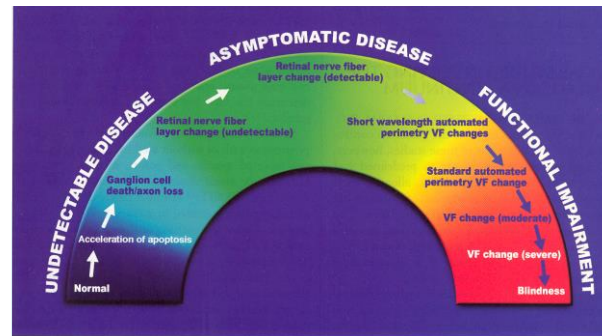 UNDETECTABLE DISEASE
ASYMPTOMATIC DISEASE
FUNCTIONAL IMPAIRMENT
Normal
Acceleration of apoptosis
Ganglien cell
death/axon loss
Retinal nerve fiber
layer change (undetectable)
Retinal nerve fiber
layer change (detectable)
Short wavelength automated
perimetry VF changes
Standard automated
perimetry VF change
VF change (moderate)
VF change (severe)
Blindness